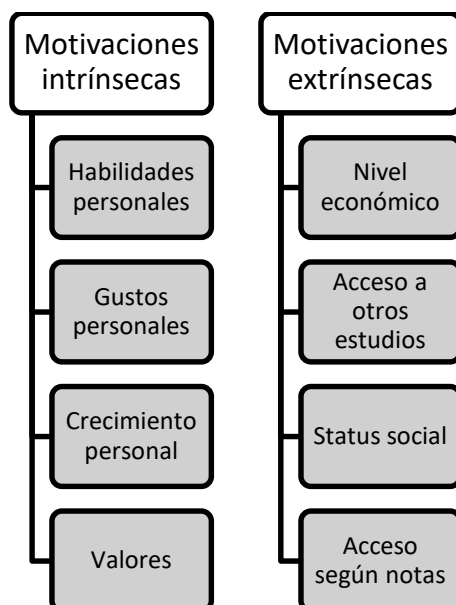 Motivaciones
intrínsecas
Habilidades
personales
Gustos
personales
Crecimiento
personal
Valores
Motivaciones
extrínsecas
Nivel
económico
Acceso a
otros
estudios
Status social
Acceso
según notas